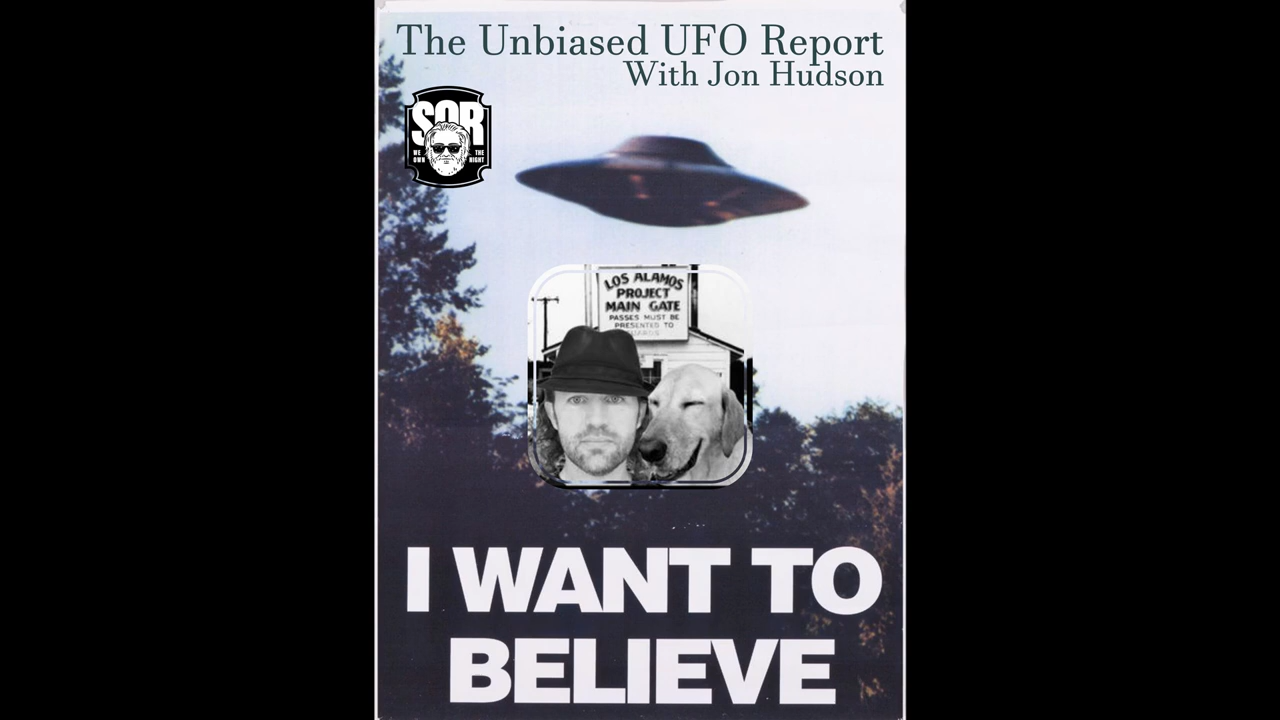 The Unbiased UFO Report
With Jon Hudson
SOR
WE OWN THE NIGHT
LOS ALAMOS
PROJECT
MAIN GATE
PASSES MUST BE
PRESENTED TO
GUARDS
I WANT TO
BELIEVE